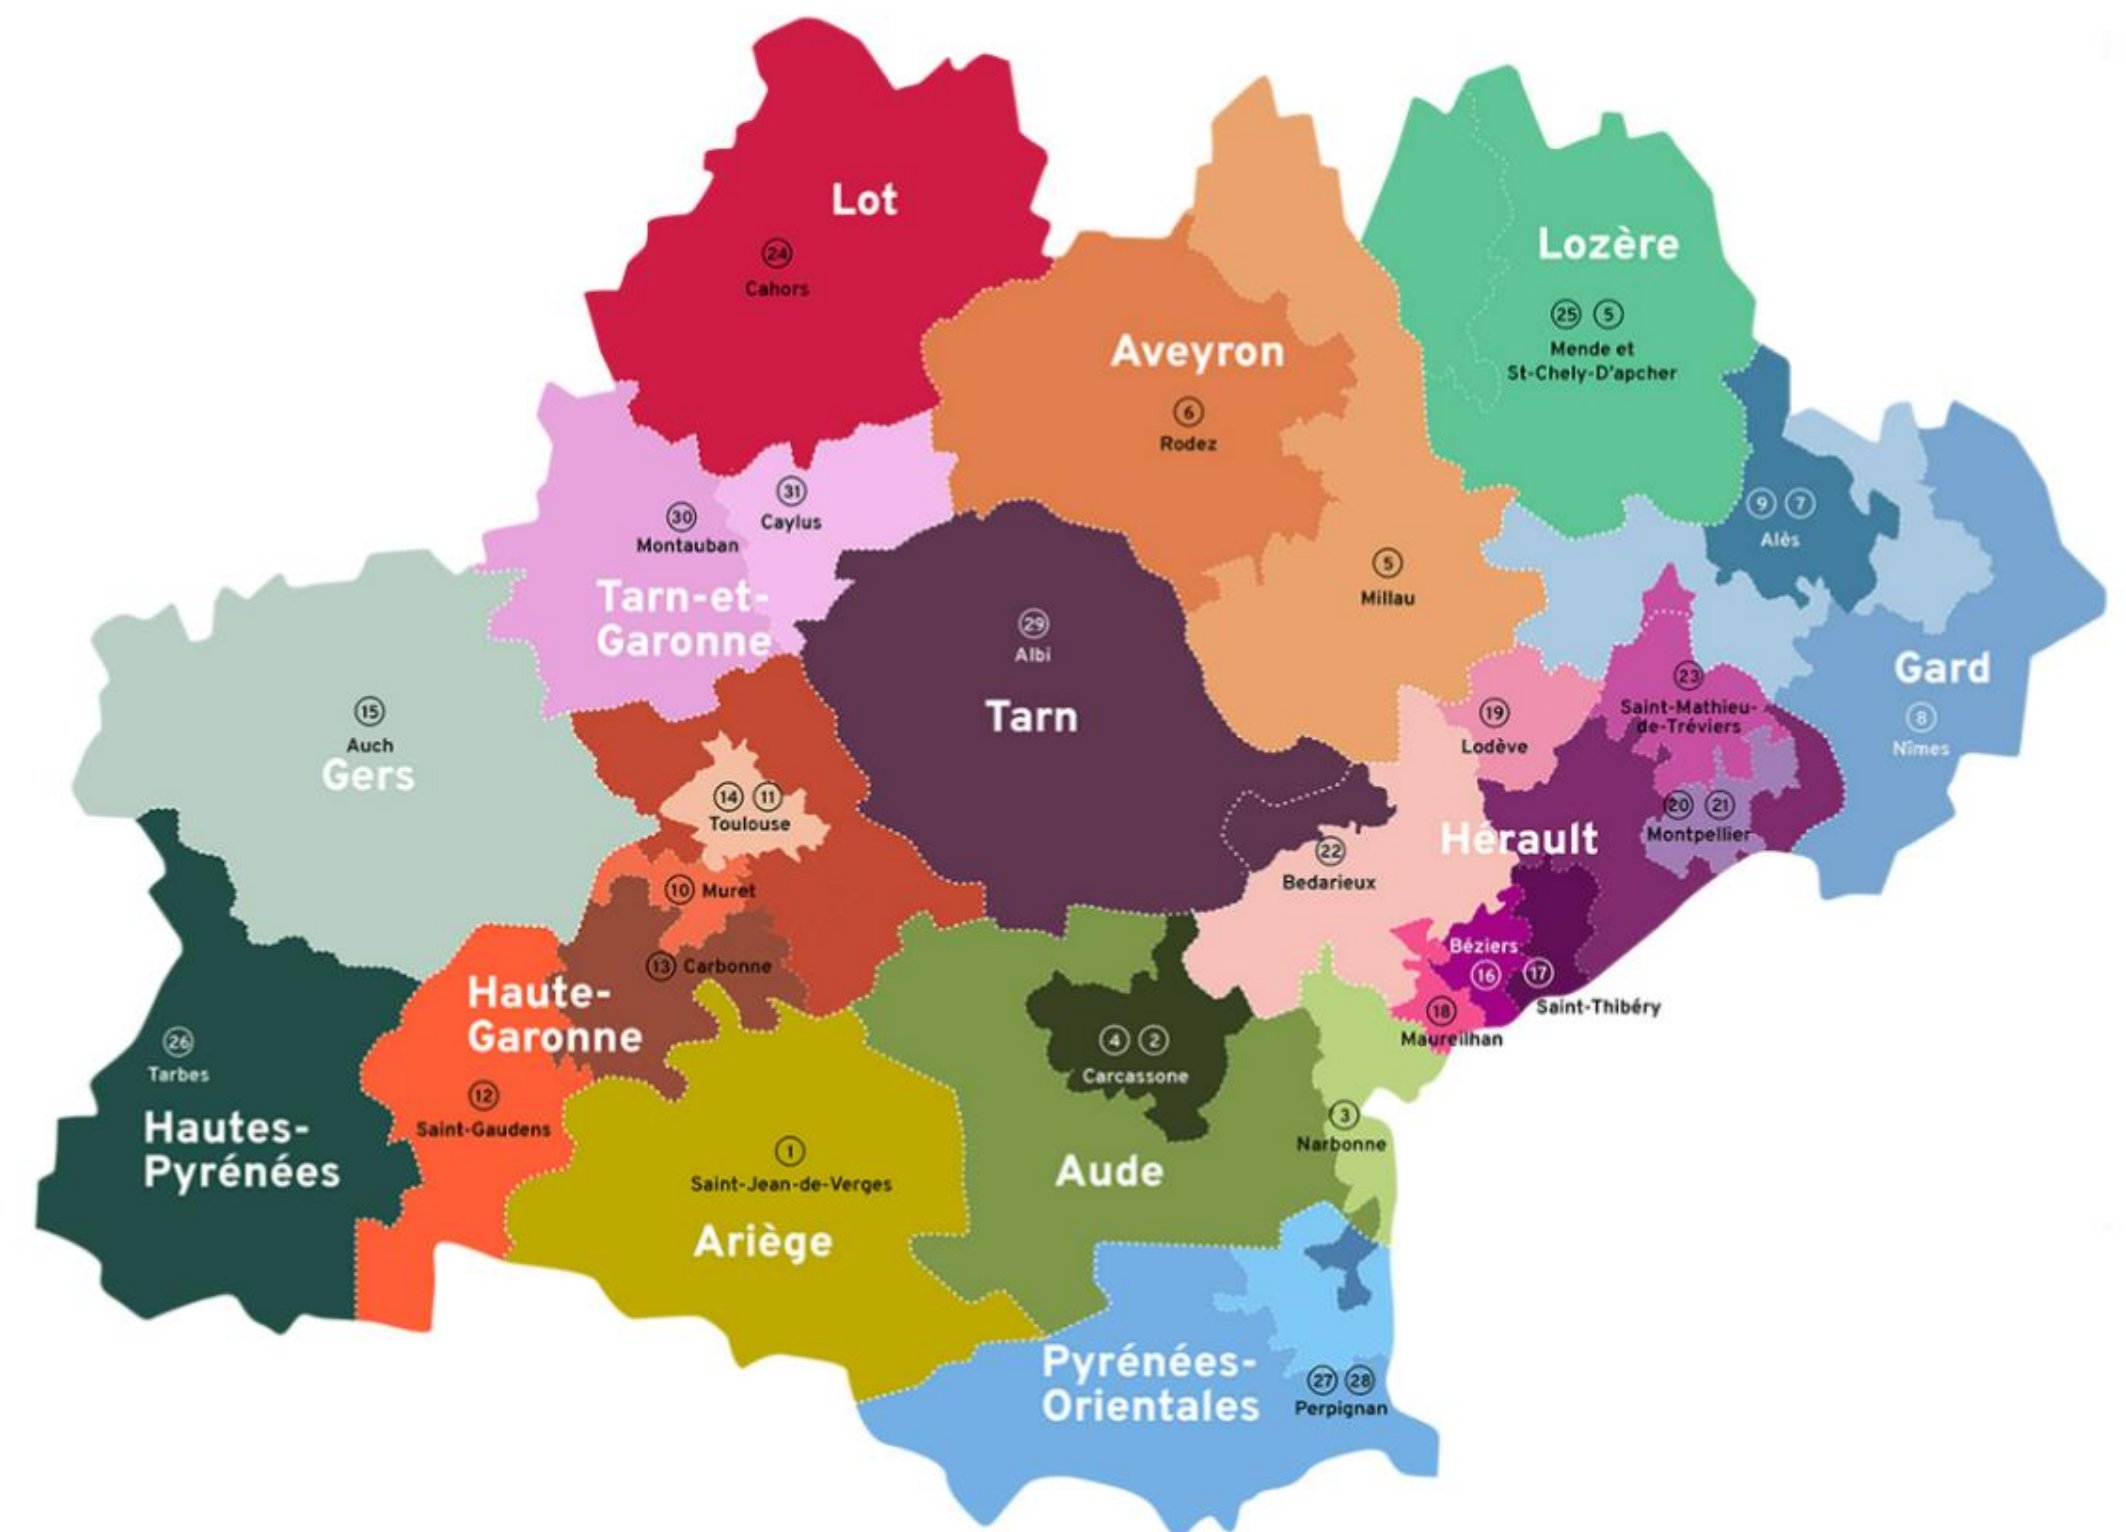 Lot
24
Cahors
Lozère
25 5
Mende et
St-Chely-D'apcher
Aveyron
6
Rodez
31
Caylus
30
Montauban
Tarn-et-
Garonne
9 7
Alès
5
Millau
29
Albi
Tarn
Gard
8
Nîmes
23
Saint-Mathieu-
de-Tréviers
19
Lodève
15
Auch
Gers
14 11
Toulouse
20 21
Montpellier
Hérault
22
Bedarieux
10 Muret
13 Carbonne
Béziers
16
17
Saint-Thibéry
18
Maureilhan
Haute-
Garonne
12
Saint-Gaudens
26
Tarbes
Hautes-
Pyrénées
4 2
Carcassone
3
Narbonne
Aude
1
Saint-Jean-de-Verges
Ariège
Pyrénées-
Orientales
27 28
Perpignan